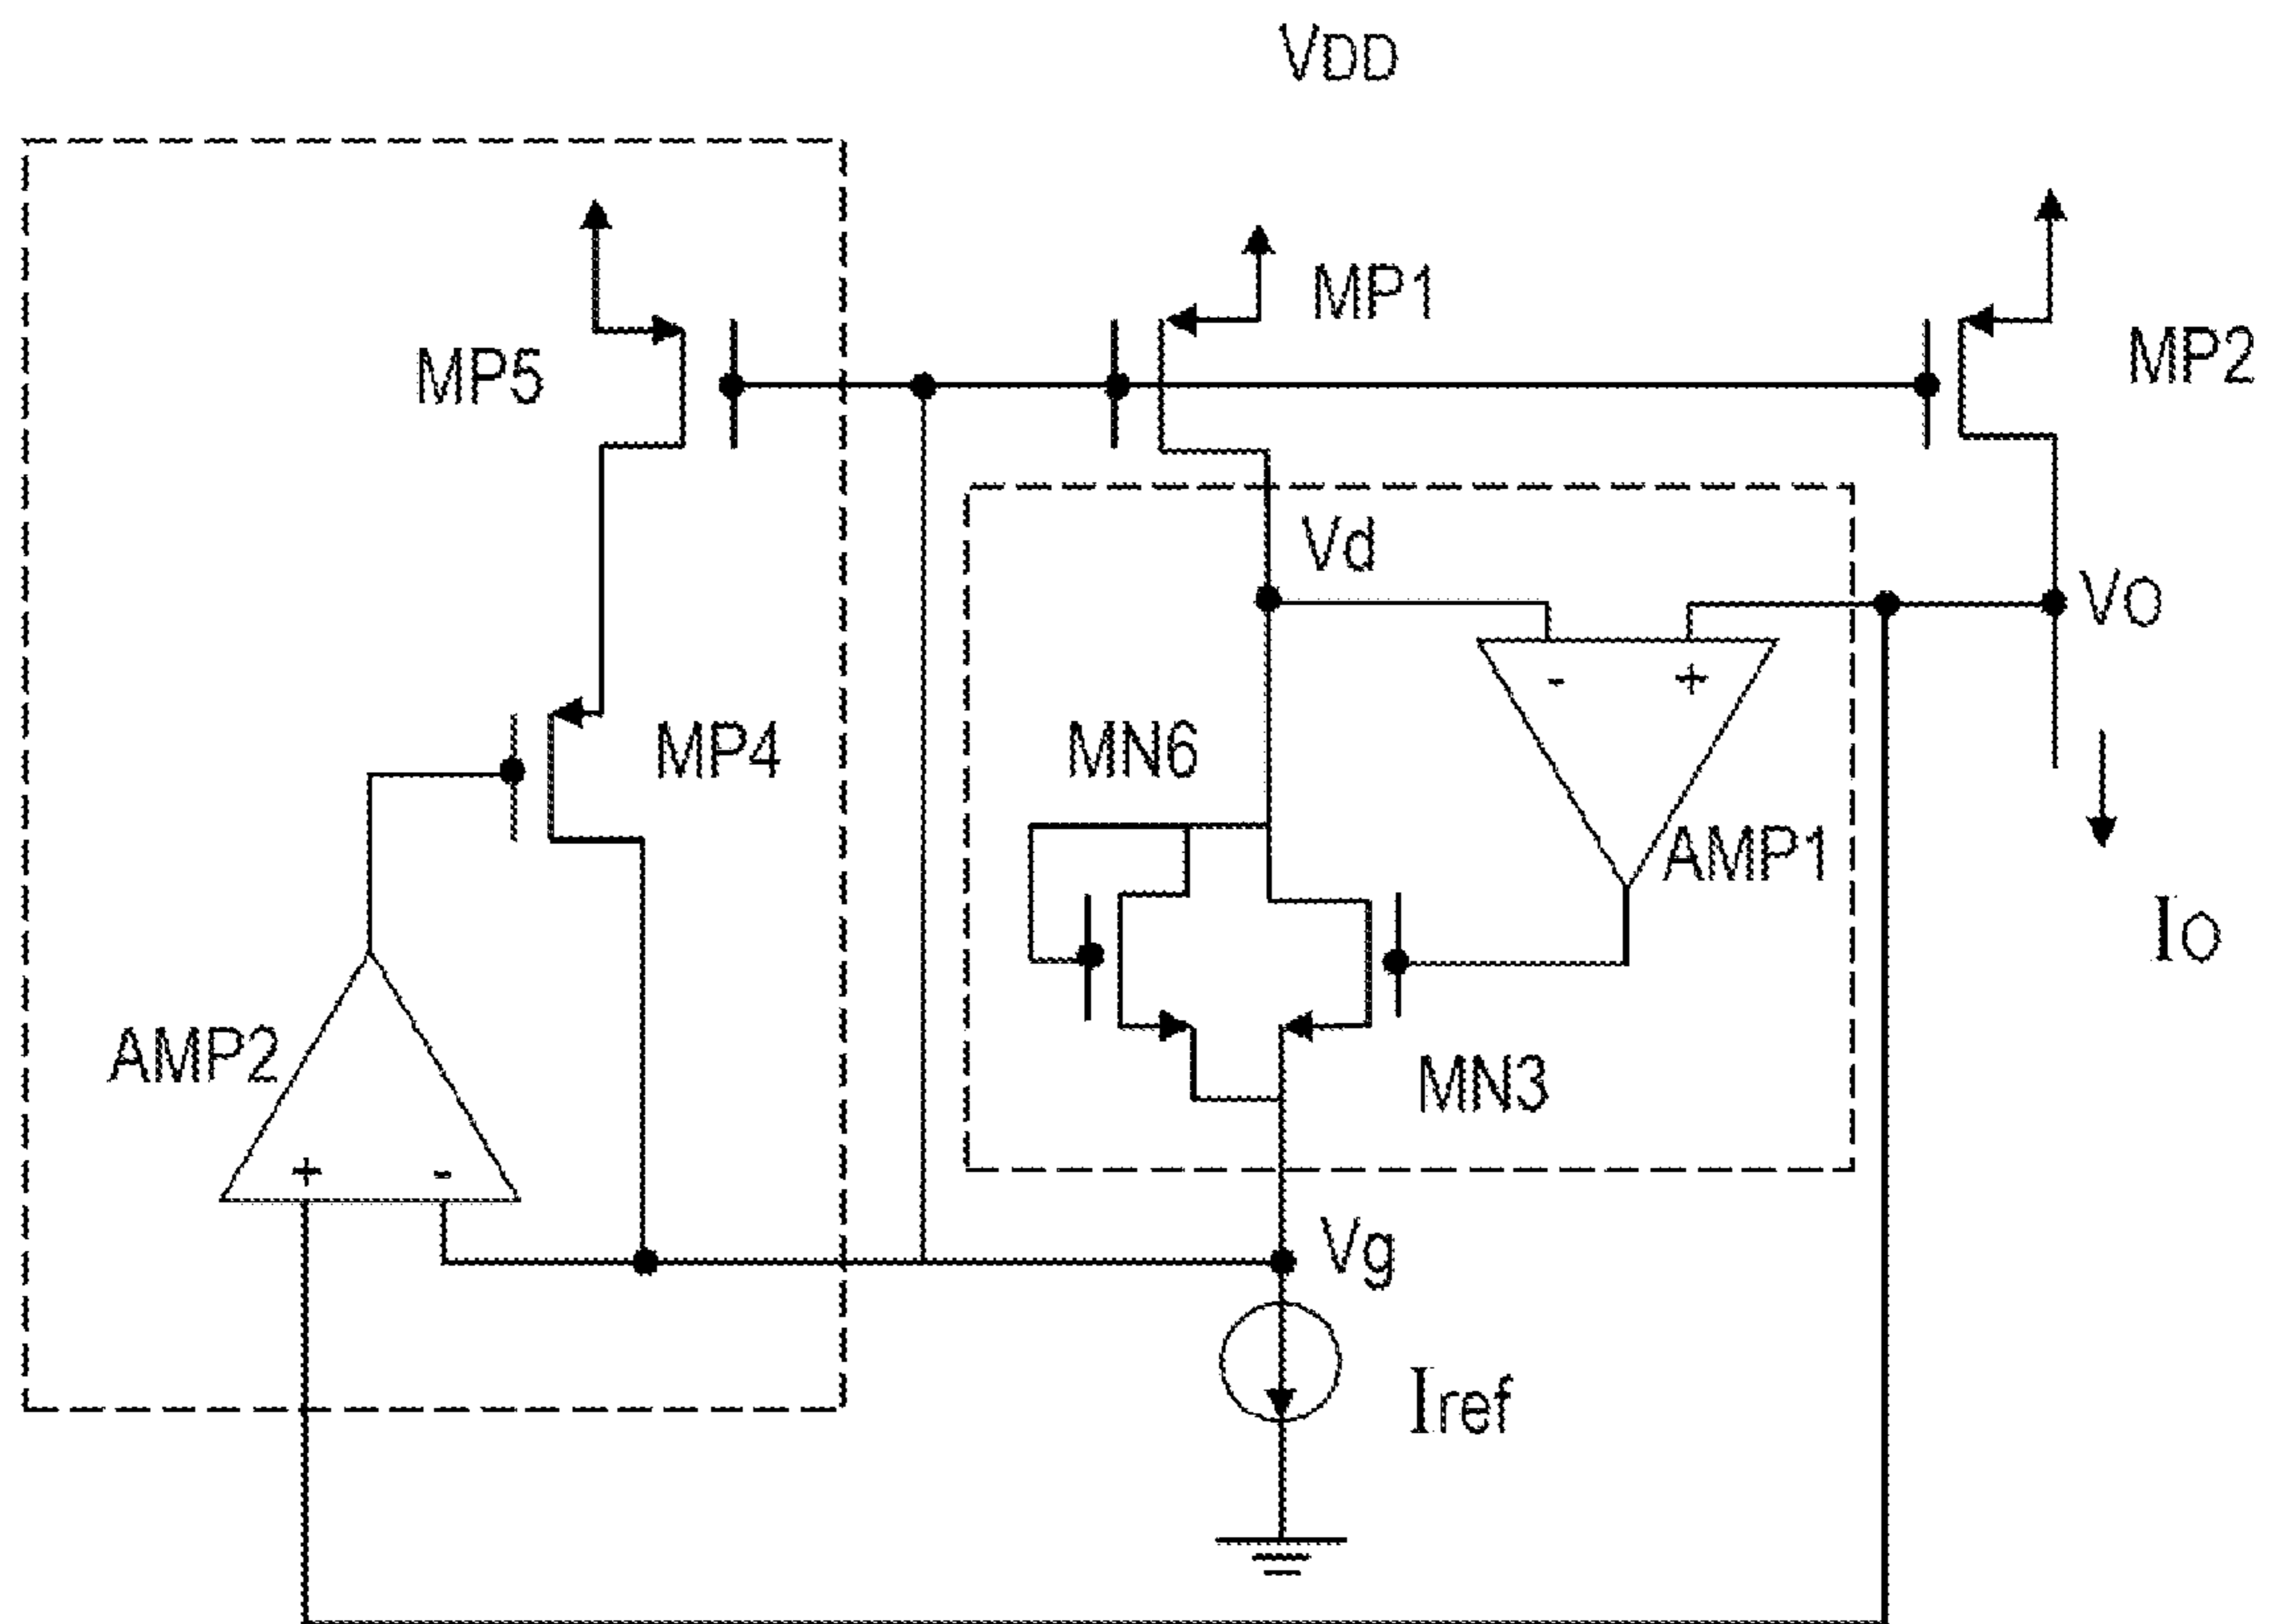 VDD
MP1
MP2
MP5
Vd
VO
MN6
MP4
+
-
-
+
AMP1
IO
AMP2
MN3
+
-
Vg
Iref